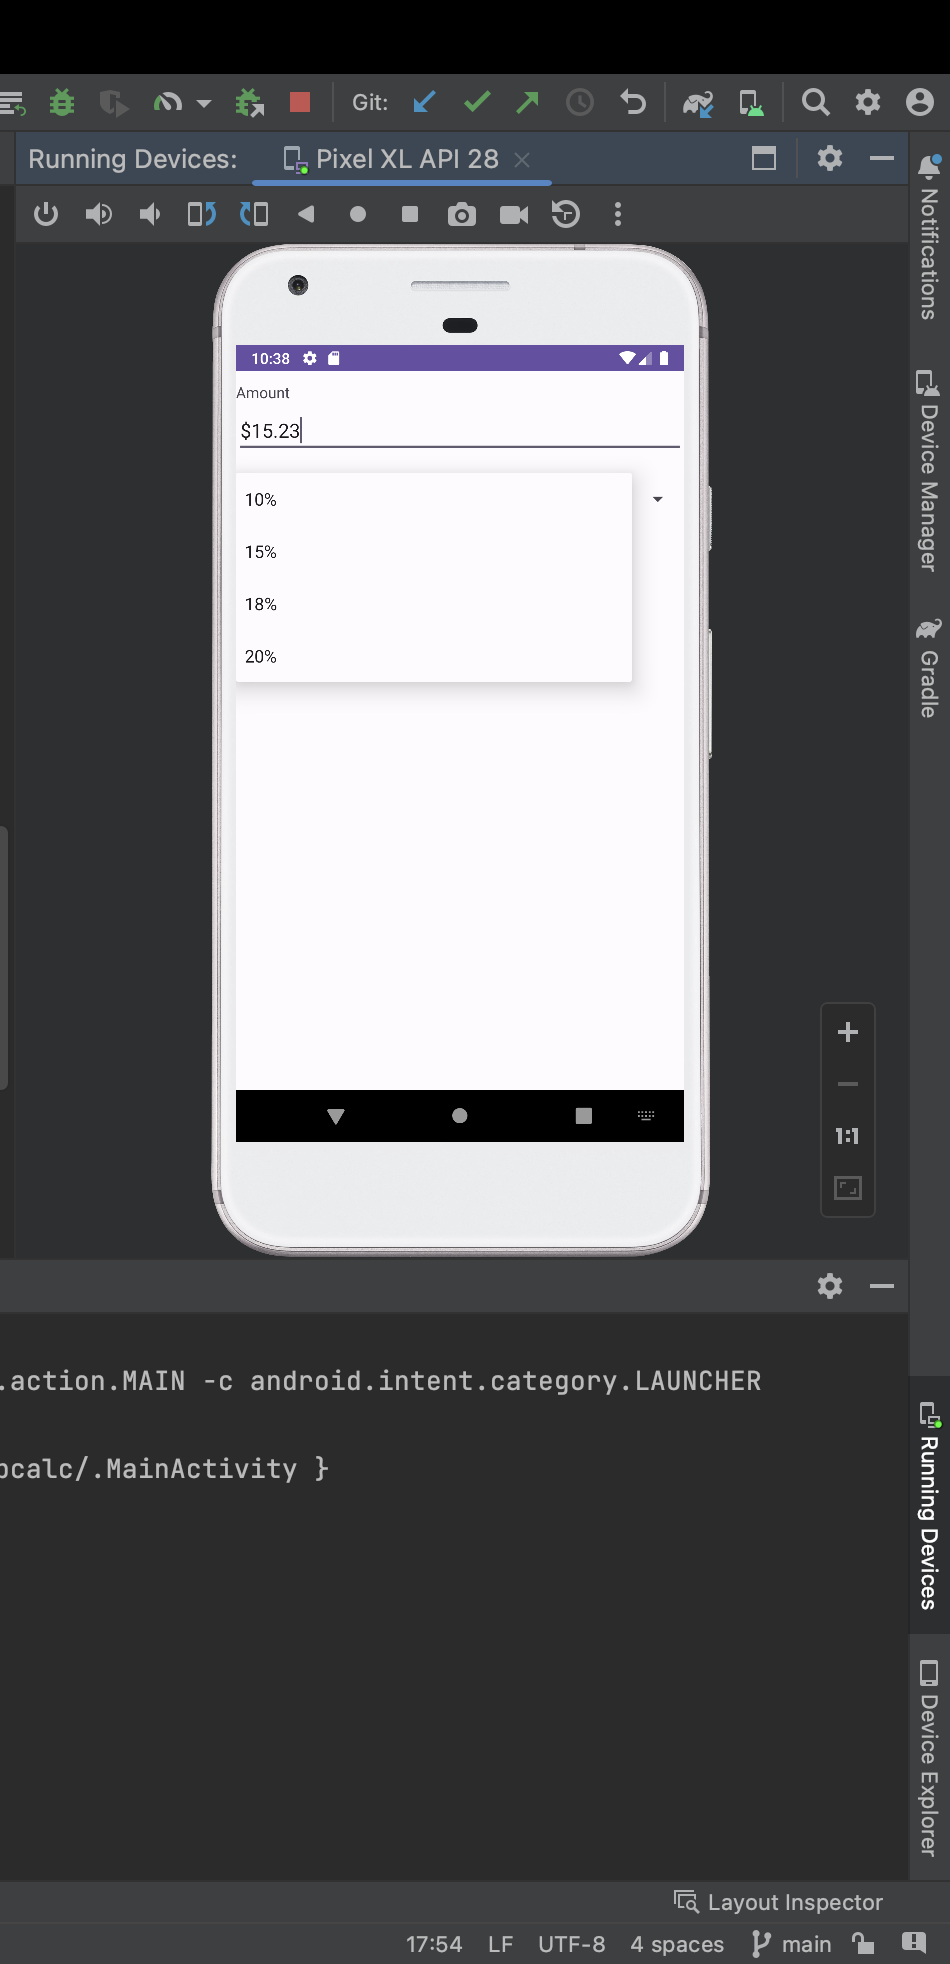 Git:
Running Devices: Pixel XL API 28
Notifications
Device Manager
Gradle
10:38
Amount
$15.23
10%
15%
18%
20%
1:1
.action.MAIN -c android.intent.category.LAUNCHER
pcalc/.MainActivity }
Running Devices
Device Explorer
Layout Inspector
17:54 LF UTF-8 4 spaces main